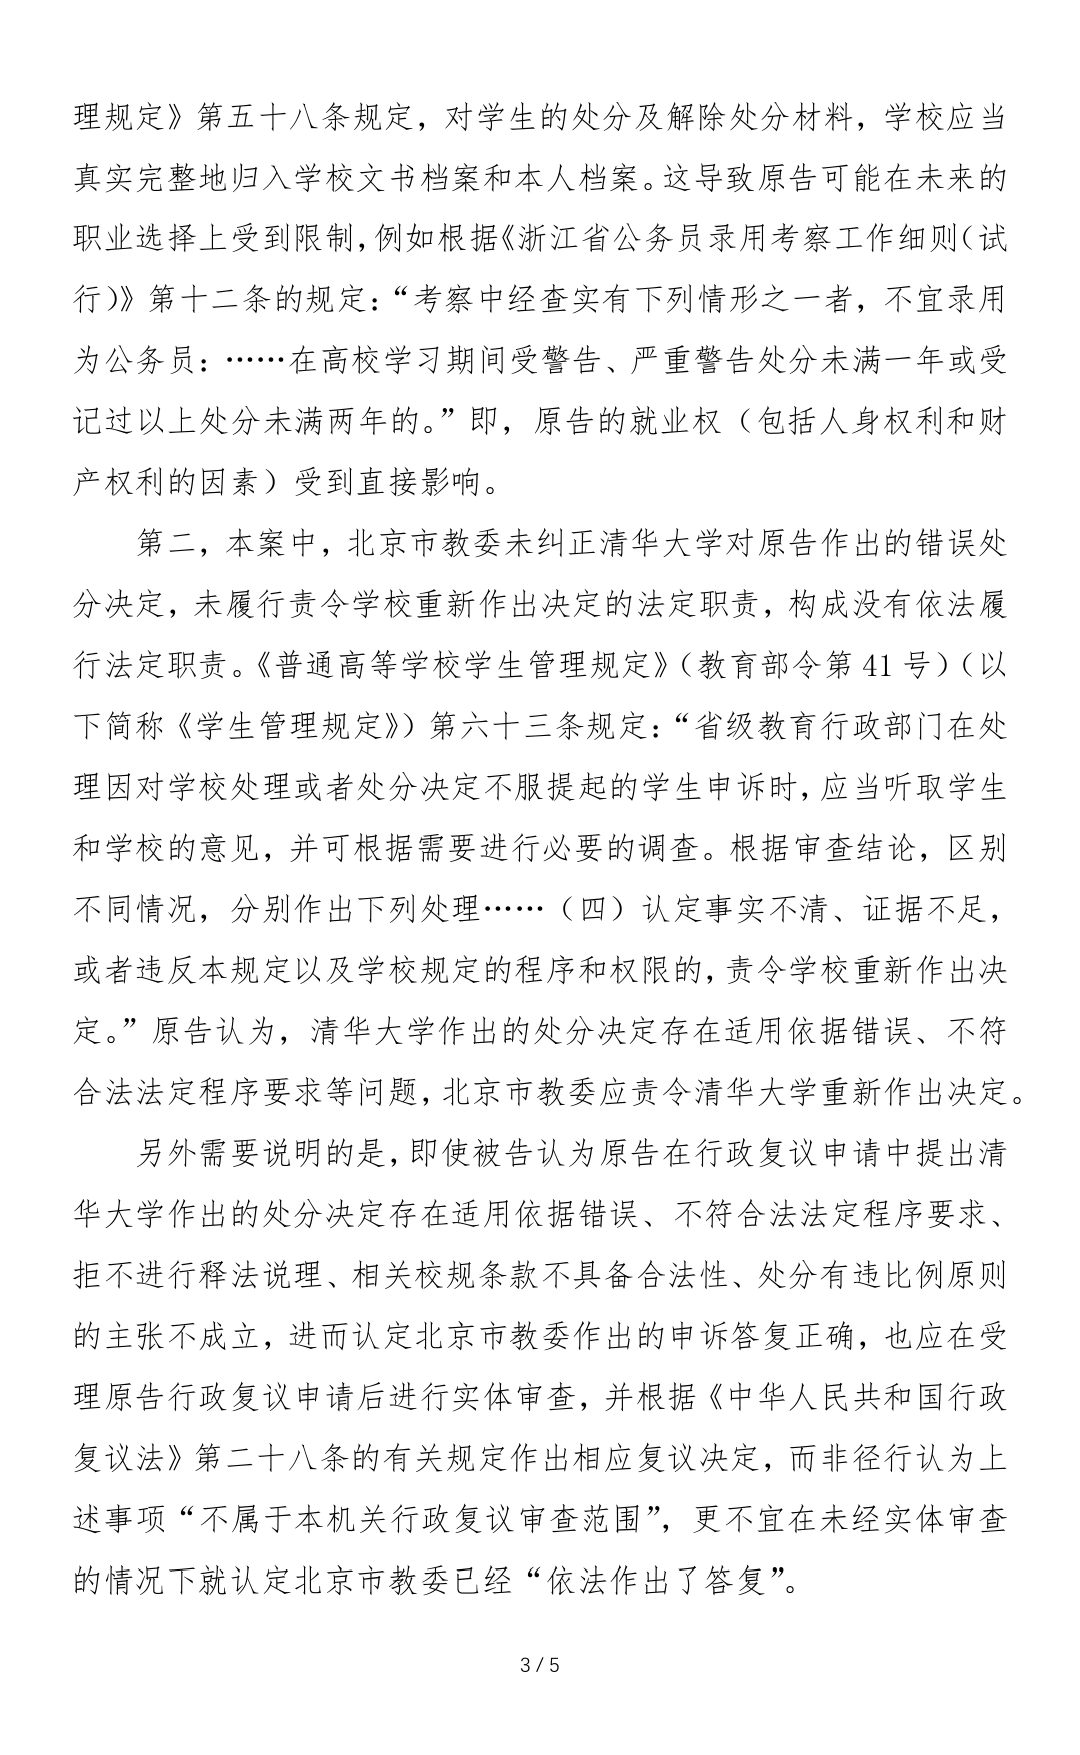 理规定》第五十八条规定，对学生的处分及解除处分材料，学校应当
真实完整地归入学校文书档案和本人档案。这导致原告可能在未来的
职业选择上受到限制，例如根据《浙江省公务员录用考察工作细则（试
行）》第十二条的规定：“考察中经查实有下列情形之一者，不宜录用
为公务员：……在高校学习期间受警告、严重警告处分未满一年或受
记过以上处分未满两年的。”即，原告的就业权（包括人身权利和财
产权利的因素）受到直接影响。
第二，本案中，北京市教委未纠正清华大学对原告作出的错误处
分决定，未履行责令学校重新作出决定的法定职责，构成没有依法履
行法定职责。《普通高等学校学生管理规定》（教育部令第 41 号）（以
下简称《学生管理规定》）第六十三条规定：“省级教育行政部门在处
理因对学校处理或者处分决定不服提起的学生申诉时，应当听取学生
和学校的意见，并可根据需要进行必要的调查。根据审查结论，区别
不同情况，分别作出下列处理……（四）认定事实不清、证据不足，
或者违反本规定以及学校规定的程序和权限的，责令学校重新作出决
定。”原告认为，清华大学作出的处分决定存在适用依据错误、不符
合法法定程序要求等问题，北京市教委应责令清华大学重新作出决定。
另外需要说明的是，即使被告认为原告在行政复议申请中提出清
华大学作出的处分决定存在适用依据错误、不符合法法定程序要求、
拒不进行释法说理、相关校规条款不具备合法性、处分有违比例原则
的主张不成立，进而认定北京市教委作出的申诉答复正确，也应在受
理原告行政复议申请后进行实体审查，并根据《中华人民共和国行政
复议法》第二十八条的有关规定作出相应复议决定，而非径行认为上
述事项“不属于本机关行政复议审查范围”，更不宜在未经实体审查
的情况下就认定北京市教委已经“依法作出了答复”。
3 / 5